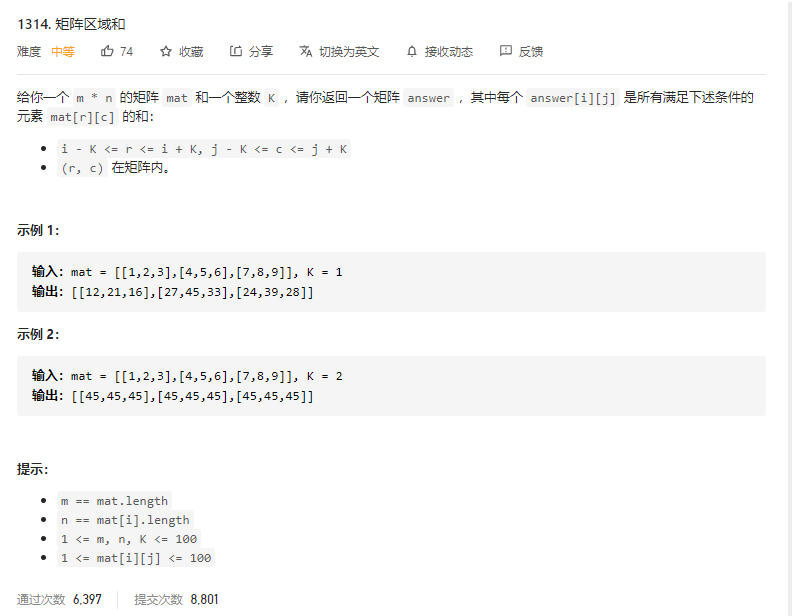 1314. 矩阵区域和
难度 中等 74 收藏 分享 切换为英文 接收动态 反馈
给你一个 m * n 的矩阵 mat 和一个整数 K ，请你返回一个矩阵 answer ，其中每个 answer[i][j] 是所有满足下述条件的
元素 mat[r][c] 的和：
i - K <= r <= i + K, j - K <= c <= j + K
(r, c) 在矩阵内。
示例 1：
输入：mat = [[1,2,3],[4,5,6],[7,8,9]], K = 1
输出：[[12,21,16],[27,45,33],[24,39,28]]
示例 2：
输入：mat = [[1,2,3],[4,5,6],[7,8,9]], K = 2
输出：[[45,45,45],[45,45,45],[45,45,45]]
提示：
m == mat.length
n == mat[i].length
1 <= m, n, K <= 100
1 <= mat[i][j] <= 100
通过次数 6,397 提交次数 8,801